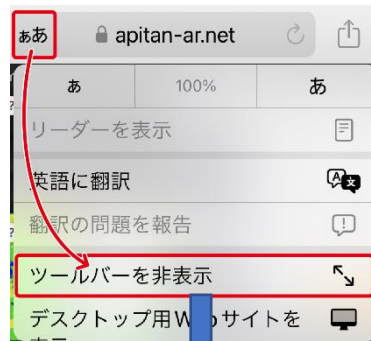 ぁあ apitan-ar.net
あ 100% あ
リーダーを表示
英語に翻訳
翻訳の問題を報告
ツールバーを非表示
デスクトップ用W サイトを